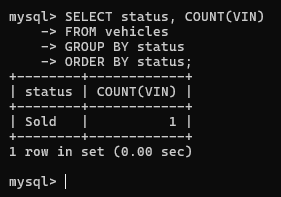 mysql> SELECT status, COUNT(VIN)
    -> FROM vehicles
    -> GROUP BY status
    -> ORDER BY status;
+--------+------------+
| status | COUNT(VIN) |
+--------+------------+
| Sold   |          1 |
+--------+------------+
1 row in set (0.00 sec)

mysql>